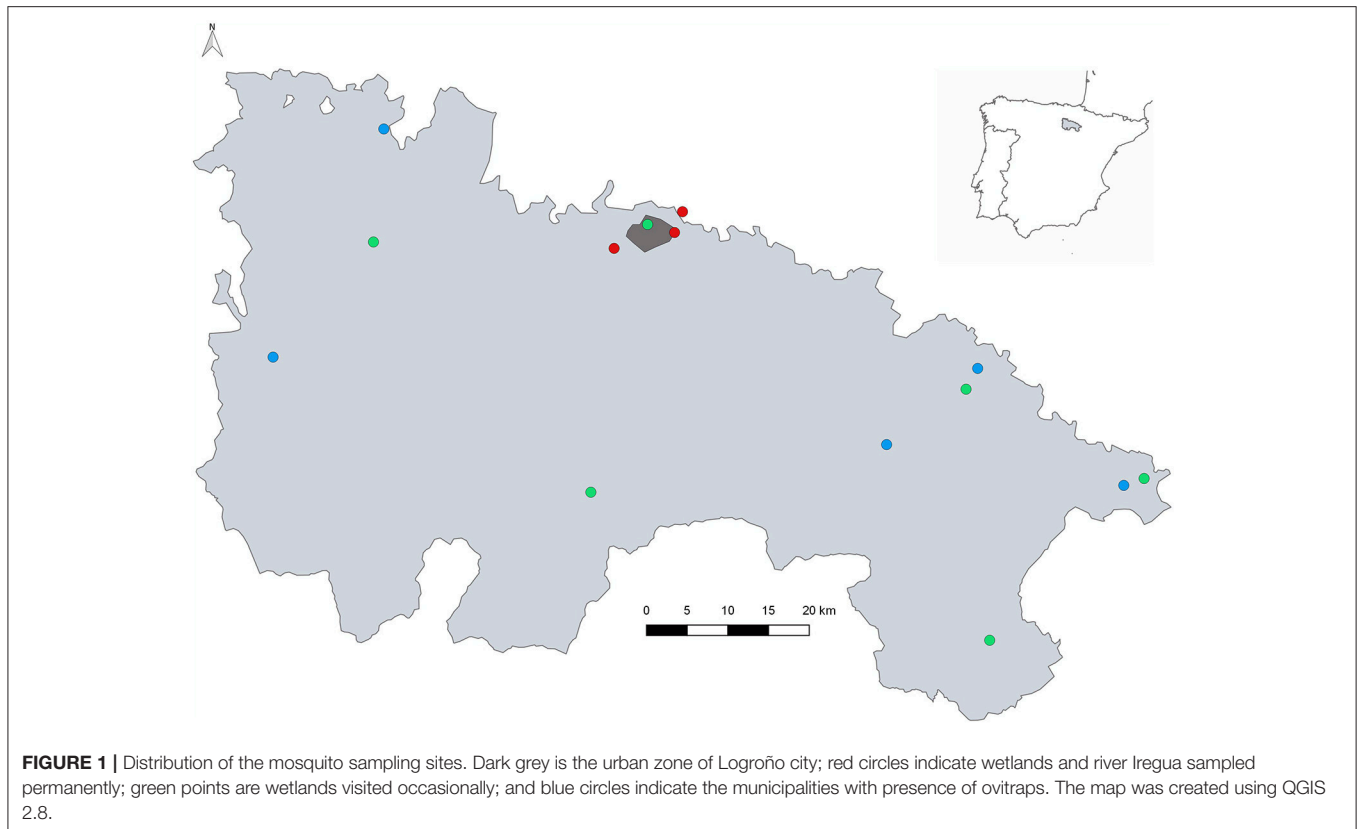 N
0 5 10 15 20 km
FIGURE 1 | Distribution of the mosquito sampling sites. Dark grey is the urban zone of Logroño city; red circles indicate wetlands and river Iregua sampled
permanently; green points are wetlands visited occasionally; and blue circles indicate the municipalities with presence of ovitraps. The map was created using QGIS
2.8.